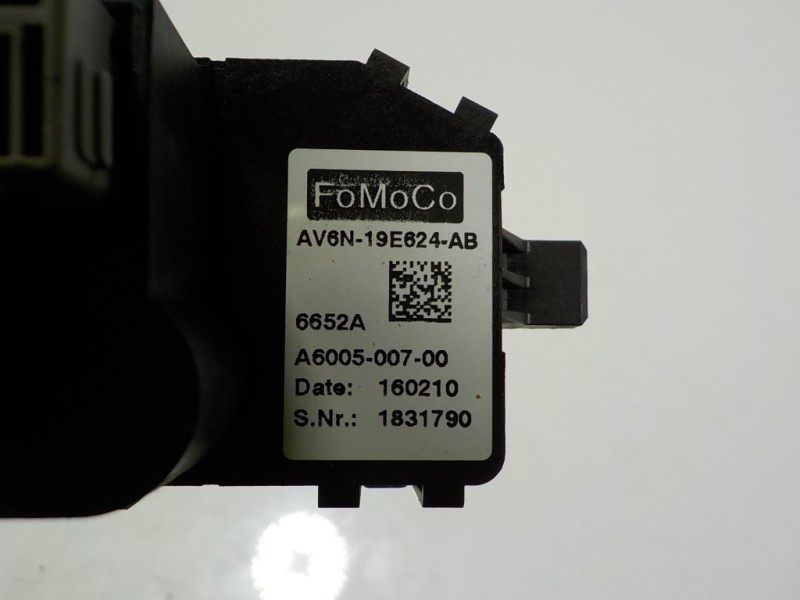 FoMoCo
AV6N-19E624-AB
6652A
A6005-007-00
Date: 160210
S.Nr.: 1831790